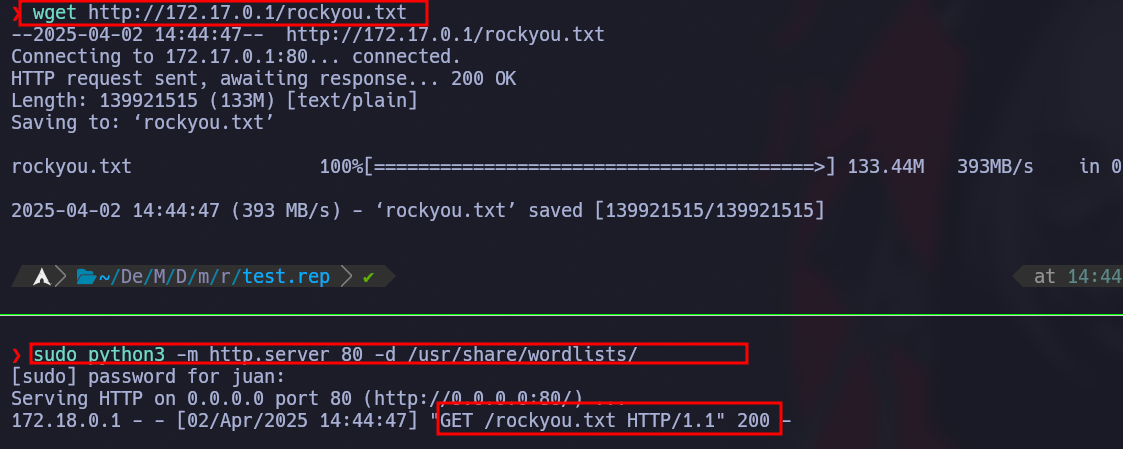 ❯ wget http://172.17.0.1/rockyou.txt
--2025-04-02 14:44:47--  http://172.17.0.1/rockyou.txt
Connecting to 172.17.0.1:80... connected.
HTTP request sent, awaiting response... 200 OK
Length: 139921515 (133M) [text/plain]
Saving to: ‘rockyou.txt’
rockyou.txt 100%[========================================>] 133.44M 393MB/s in 0
2025-04-02 14:44:47 (393 MB/s) - ‘rockyou.txt’ saved [139921515/139921515]
~/De/M/D/m/r/test.rep ✔ at 14:44
❯ sudo python3 -m http.server 80 -d /usr/share/wordlists/
[sudo] password for juan:
Serving HTTP on 0.0.0.0 port 80 (http://0.0.0.0:80/) ...
172.18.0.1 - - [02/Apr/2025 14:44:47] "GET /rockyou.txt HTTP/1.1" 200 -